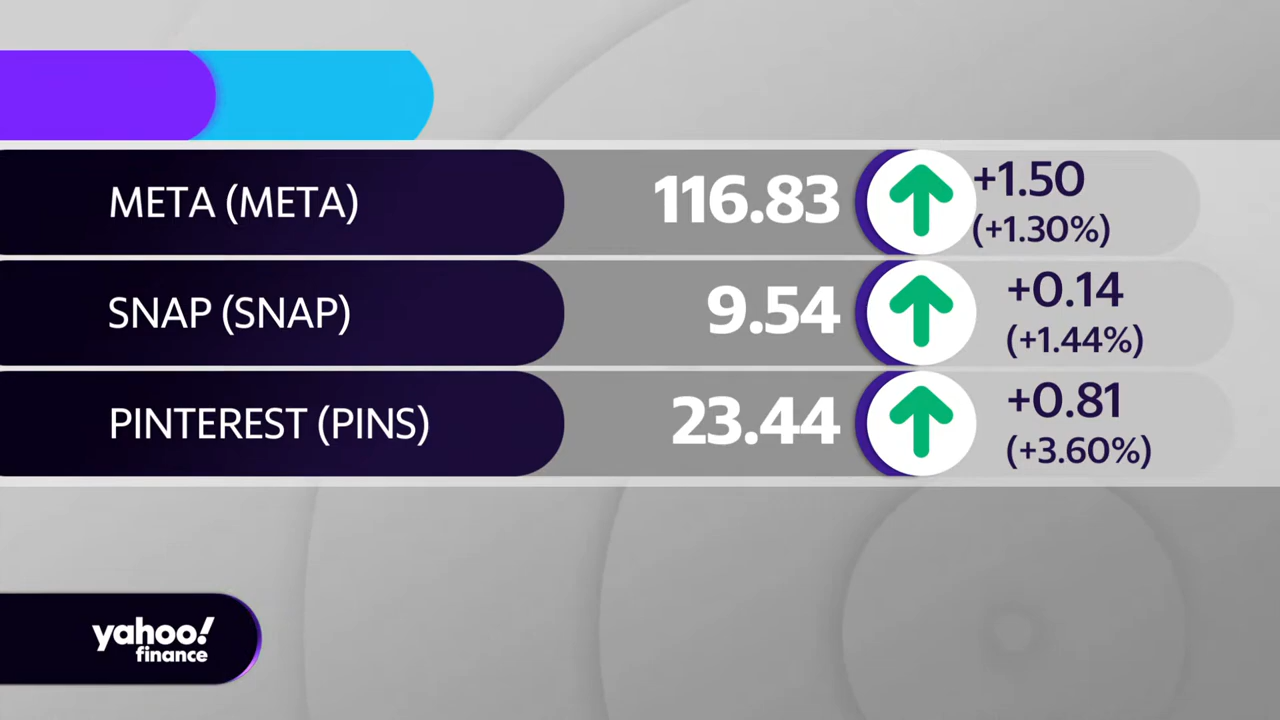 META (META) 116.83 +1.50
(+1.30%)
SNAP (SNAP) 9.54 +0.14
(+1.44%)
PINTEREST (PINS) 23.44 +0.81
(+3.60%)
yahoo!
finance